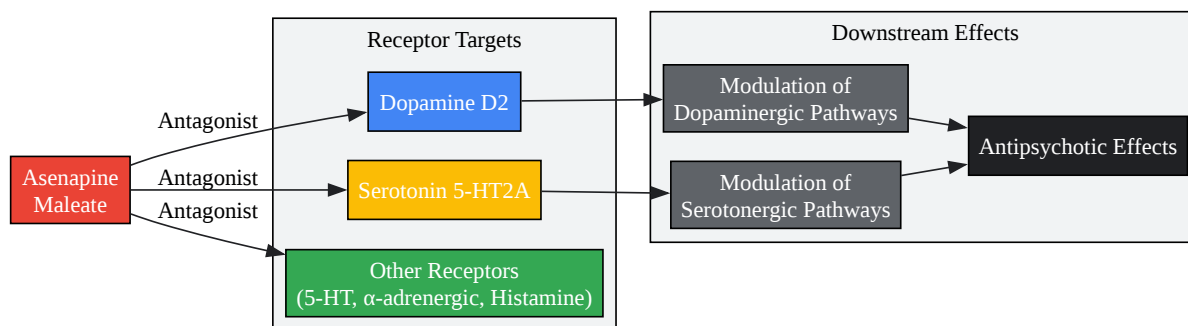 Receptor Targets
Downstream Effects
Asenapine
Maleate
Antagonist
Antagonist
Antagonist
Dopamine D2
Serotonin 5-HT2A
Other Receptors
(5-HT, α-adrenergic, Histamine)
Modulation of
Dopaminergic Pathways
Modulation of
Serotonergic Pathways
Antipsychotic Effects